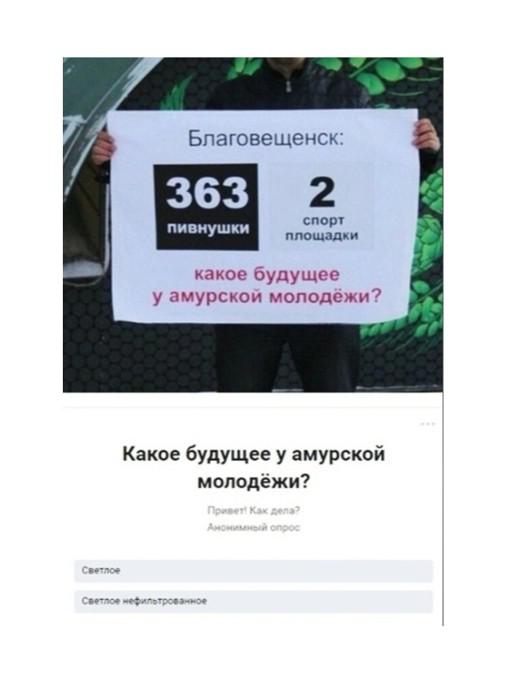 Благовещенск:
363
пивнушки
2
спорт
площадки
какое будущее
у амурской молодёжи?
Какое будущее у амурской
молодёжи?
Привет! Как дела?
Анонимный опрос
Светлое
Светлое нефильтрованное